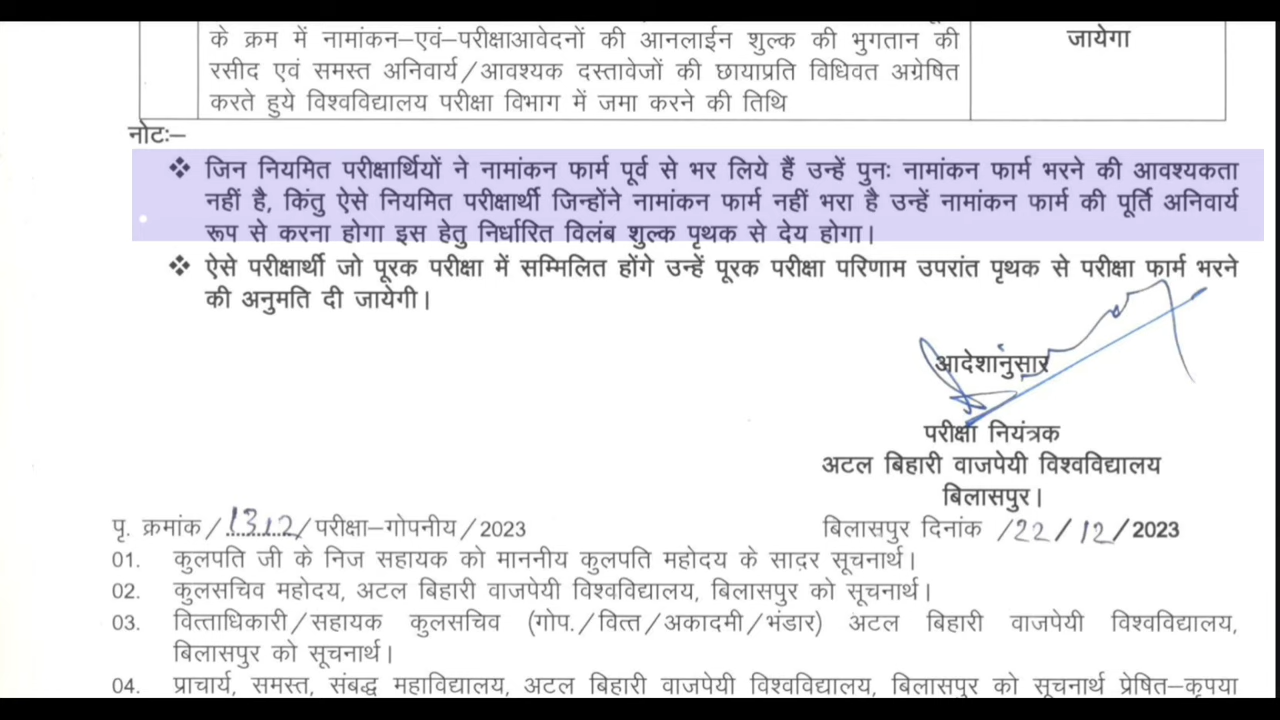 के क्रम में नामांकन–एवं–परीक्षाआवेदनों की आनलाईन शुल्क की भुगतान की
रसीद एवं समस्त अनिवार्य/आवश्यक दस्तावेजों की छायाप्रति विधिवत अग्रेषित
करते हुये विश्वविद्यालय परीक्षा विभाग में जमा करने की तिथि
जायेगा
नोटः–
❖ जिन नियमित परीक्षार्थियों ने नामांकन फार्म पूर्व से भर लिये हैं उन्हें पुनः नामांकन फार्म भरने की आवश्यकता
नहीं है, किंतु ऐसे नियमित परीक्षार्थी जिन्होंने नामांकन फार्म नहीं भरा है उन्हें नामांकन फार्म की पूर्ति अनिवार्य
रूप से करना होगा इस हेतु निर्धारित विलंब शुल्क पृथक से देय होगा।
❖ ऐसे परीक्षार्थी जो पूरक परीक्षा में सम्मिलित होंगे उन्हें पूरक परीक्षा परिणाम उपरांत पृथक से परीक्षा फार्म भरने
की अनुमति दी जायेगी।
आदेशानुसार
परीक्षा नियंत्रक
अटल बिहारी वाजपेयी विश्वविद्यालय
बिलासपुर।
पृ. क्रमांक/1312/परीक्षा–गोपनीय/2023
बिलासपुर दिनांक /22/12/2023
01. कुलपति जी के निज सहायक को माननीय कुलपति महोदय के सादर सूचनार्थ।
02. कुलसचिव महोदय, अटल बिहारी वाजपेयी विश्वविद्यालय, बिलासपुर को सूचनार्थ।
03. वित्ताधिकारी/सहायक कुलसचिव (गोप./वित्त/अकादमी/भंडार) अटल बिहारी वाजपेयी विश्वविद्यालय,
बिलासपुर को सूचनार्थ।
04. प्राचार्य, समस्त, संबद्ध महाविद्यालय, अटल बिहारी वाजपेयी विश्वविद्यालय, बिलासपुर को सूचनार्थ प्रेषित–कृपया